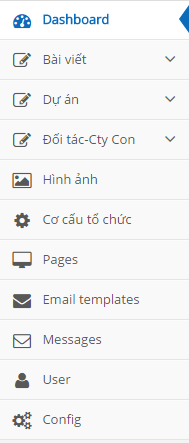 Dashboard
Bài viết
Dự án
Đối tác-Cty Con
Hình ảnh
Cơ cấu tổ chức
Pages
Email templates
Messages
User
Config